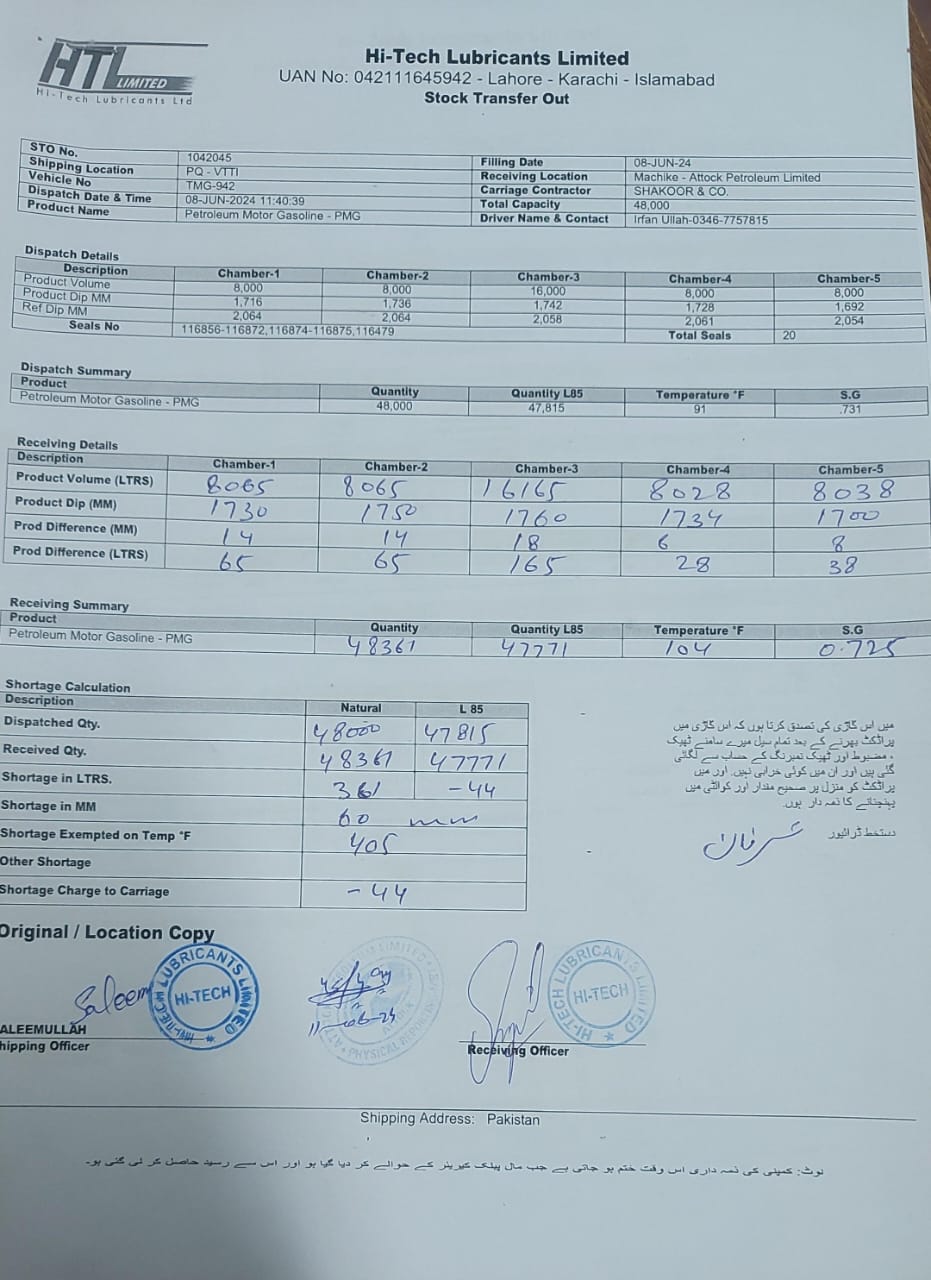 HTL LIMITED
Hi-Tech Lubricants Ltd
Hi-Tech Lubricants Limited
UAN No: 042111645942 - Lahore - Karachi - Islamabad
Stock Transfer Out
STO No. 1042045 Filling Date 08-JUN-24
Shipping Location PQ - VTTI Receiving Location Machike - Attock Petroleum Limited
Vehicle No TMG-942 Carriage Contractor SHAKOOR & CO.
Dispatch Date & Time 08-JUN-2024 11:40:39 Total Capacity 48,000
Product Name Petroleum Motor Gasoline - PMG Driver Name & Contact Irfan Ullah-0346-7757815
Dispatch Details
Description Chamber-1 Chamber-2 Chamber-3 Chamber-4 Chamber-5
Product Volume 8,000 8,000 16,000 8,000 8,000
Product Dip MM 1,716 1,736 1,742 1,728 1,692
Ref Dip MM 2,064 2,064 2,058 2,061 2,054
Seals No 116856-116872,116874-116875,116479 Total Seals 20
Dispatch Summary
Product Quantity Quantity L85 Temperature °F S.G
Petroleum Motor Gasoline - PMG 48,000 47,815 91 .731
Receiving Details
Description Chamber-1 Chamber-2 Chamber-3 Chamber-4 Chamber-5
Product Volume (LTRS) 8065 8065 16165 8028 8038
Product Dip (MM) 1730 1750 1760 1734 1700
Prod Difference (MM) 14 14 18 6 8
Prod Difference (LTRS) 65 65 165 28 38
Receiving Summary
Product Quantity Quantity L85 Temperature °F S.G
Petroleum Motor Gasoline - PMG 48361 47771 104 0.725
Shortage Calculation
Description Natural L 85
Dispatched Qty. 48000 47815
Received Qty. 48361 47771
Shortage in LTRS. 361 -44
Shortage in MM 60 mm
Shortage Exempted on Temp °F 405
Other Shortage
Shortage Charge to Carriage -44
میں اس گاڑی کی تصدق کرتا ہوں کہ اس گاڑی میں
پراڈکٹ بھرنے کے بعد تمام سیل میرے سامنے ٹھیک
، مضبوط اور ٹھیک نمبرنگ کے حساب سے لگائی
گئی ہیں اور ان میں کوئی خرابی نہیں. اور میں
پراڈکٹ کو منزل پر صحیح مقدار اور کوالٹی میں
پہنچانے کا ذمہ دار ہوں.
دستخط ڈرائیور
Original / Location Copy
Saleem
HI-TECH LUBRICANTS LIMITED
HI-TECH
11-06-24
HI-TECH LUBRICANTS LIMITED
HI-TECH
ALEEMULLAH
hipping Officer
Receiving Officer
Shipping Address: Pakistan
نوٹ: کمپنی کی ذمہ داری اس وقت ختم ہو جاتی ہے جب مال پبلک کیریئر کے حوالے کر دیا گیا ہو اور اس سے رسید حاصل کر لی گئی ہو۔